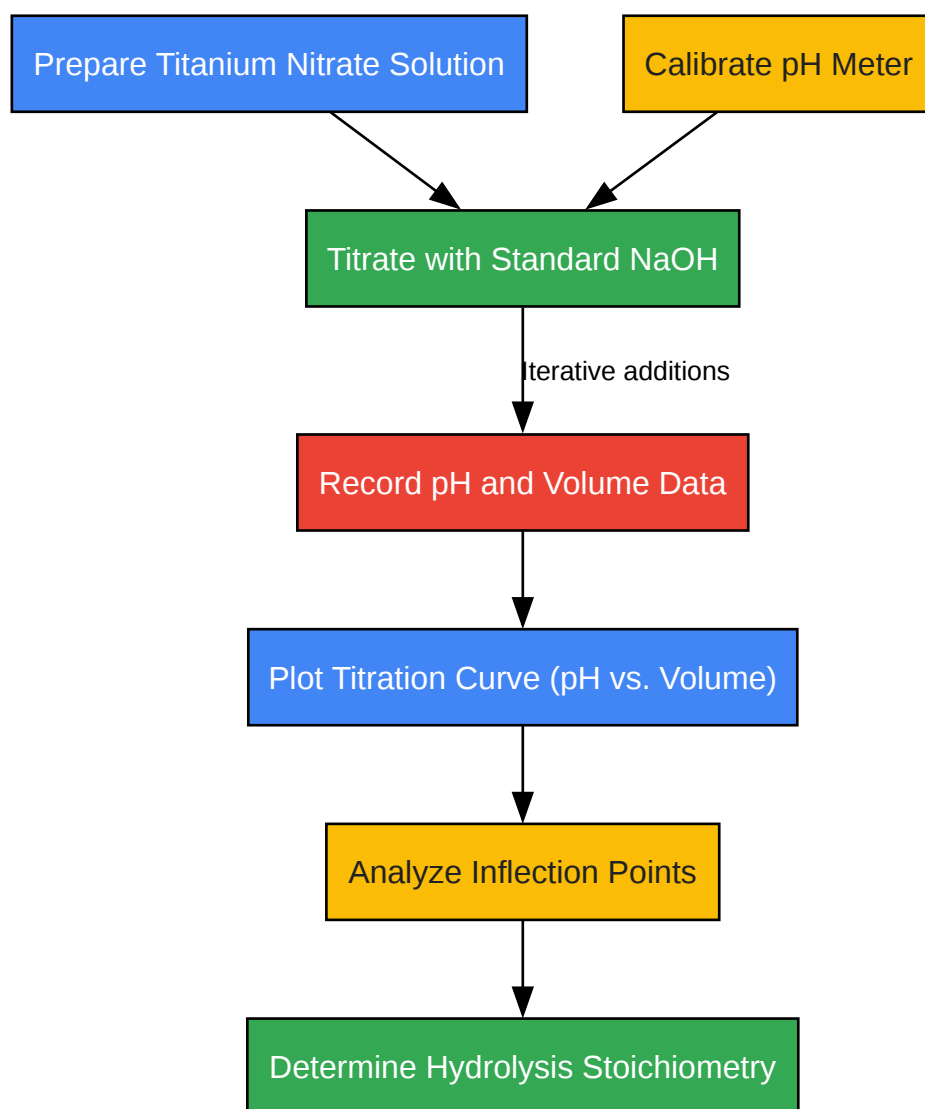 Prepare Titanium Nitrate Solution
Calibrate pH Meter
Titrate with Standard NaOH
Iterative additions
Record pH and Volume Data
Plot Titration Curve (pH vs. Volume)
Analyze Inflection Points
Determine Hydrolysis Stoichiometry